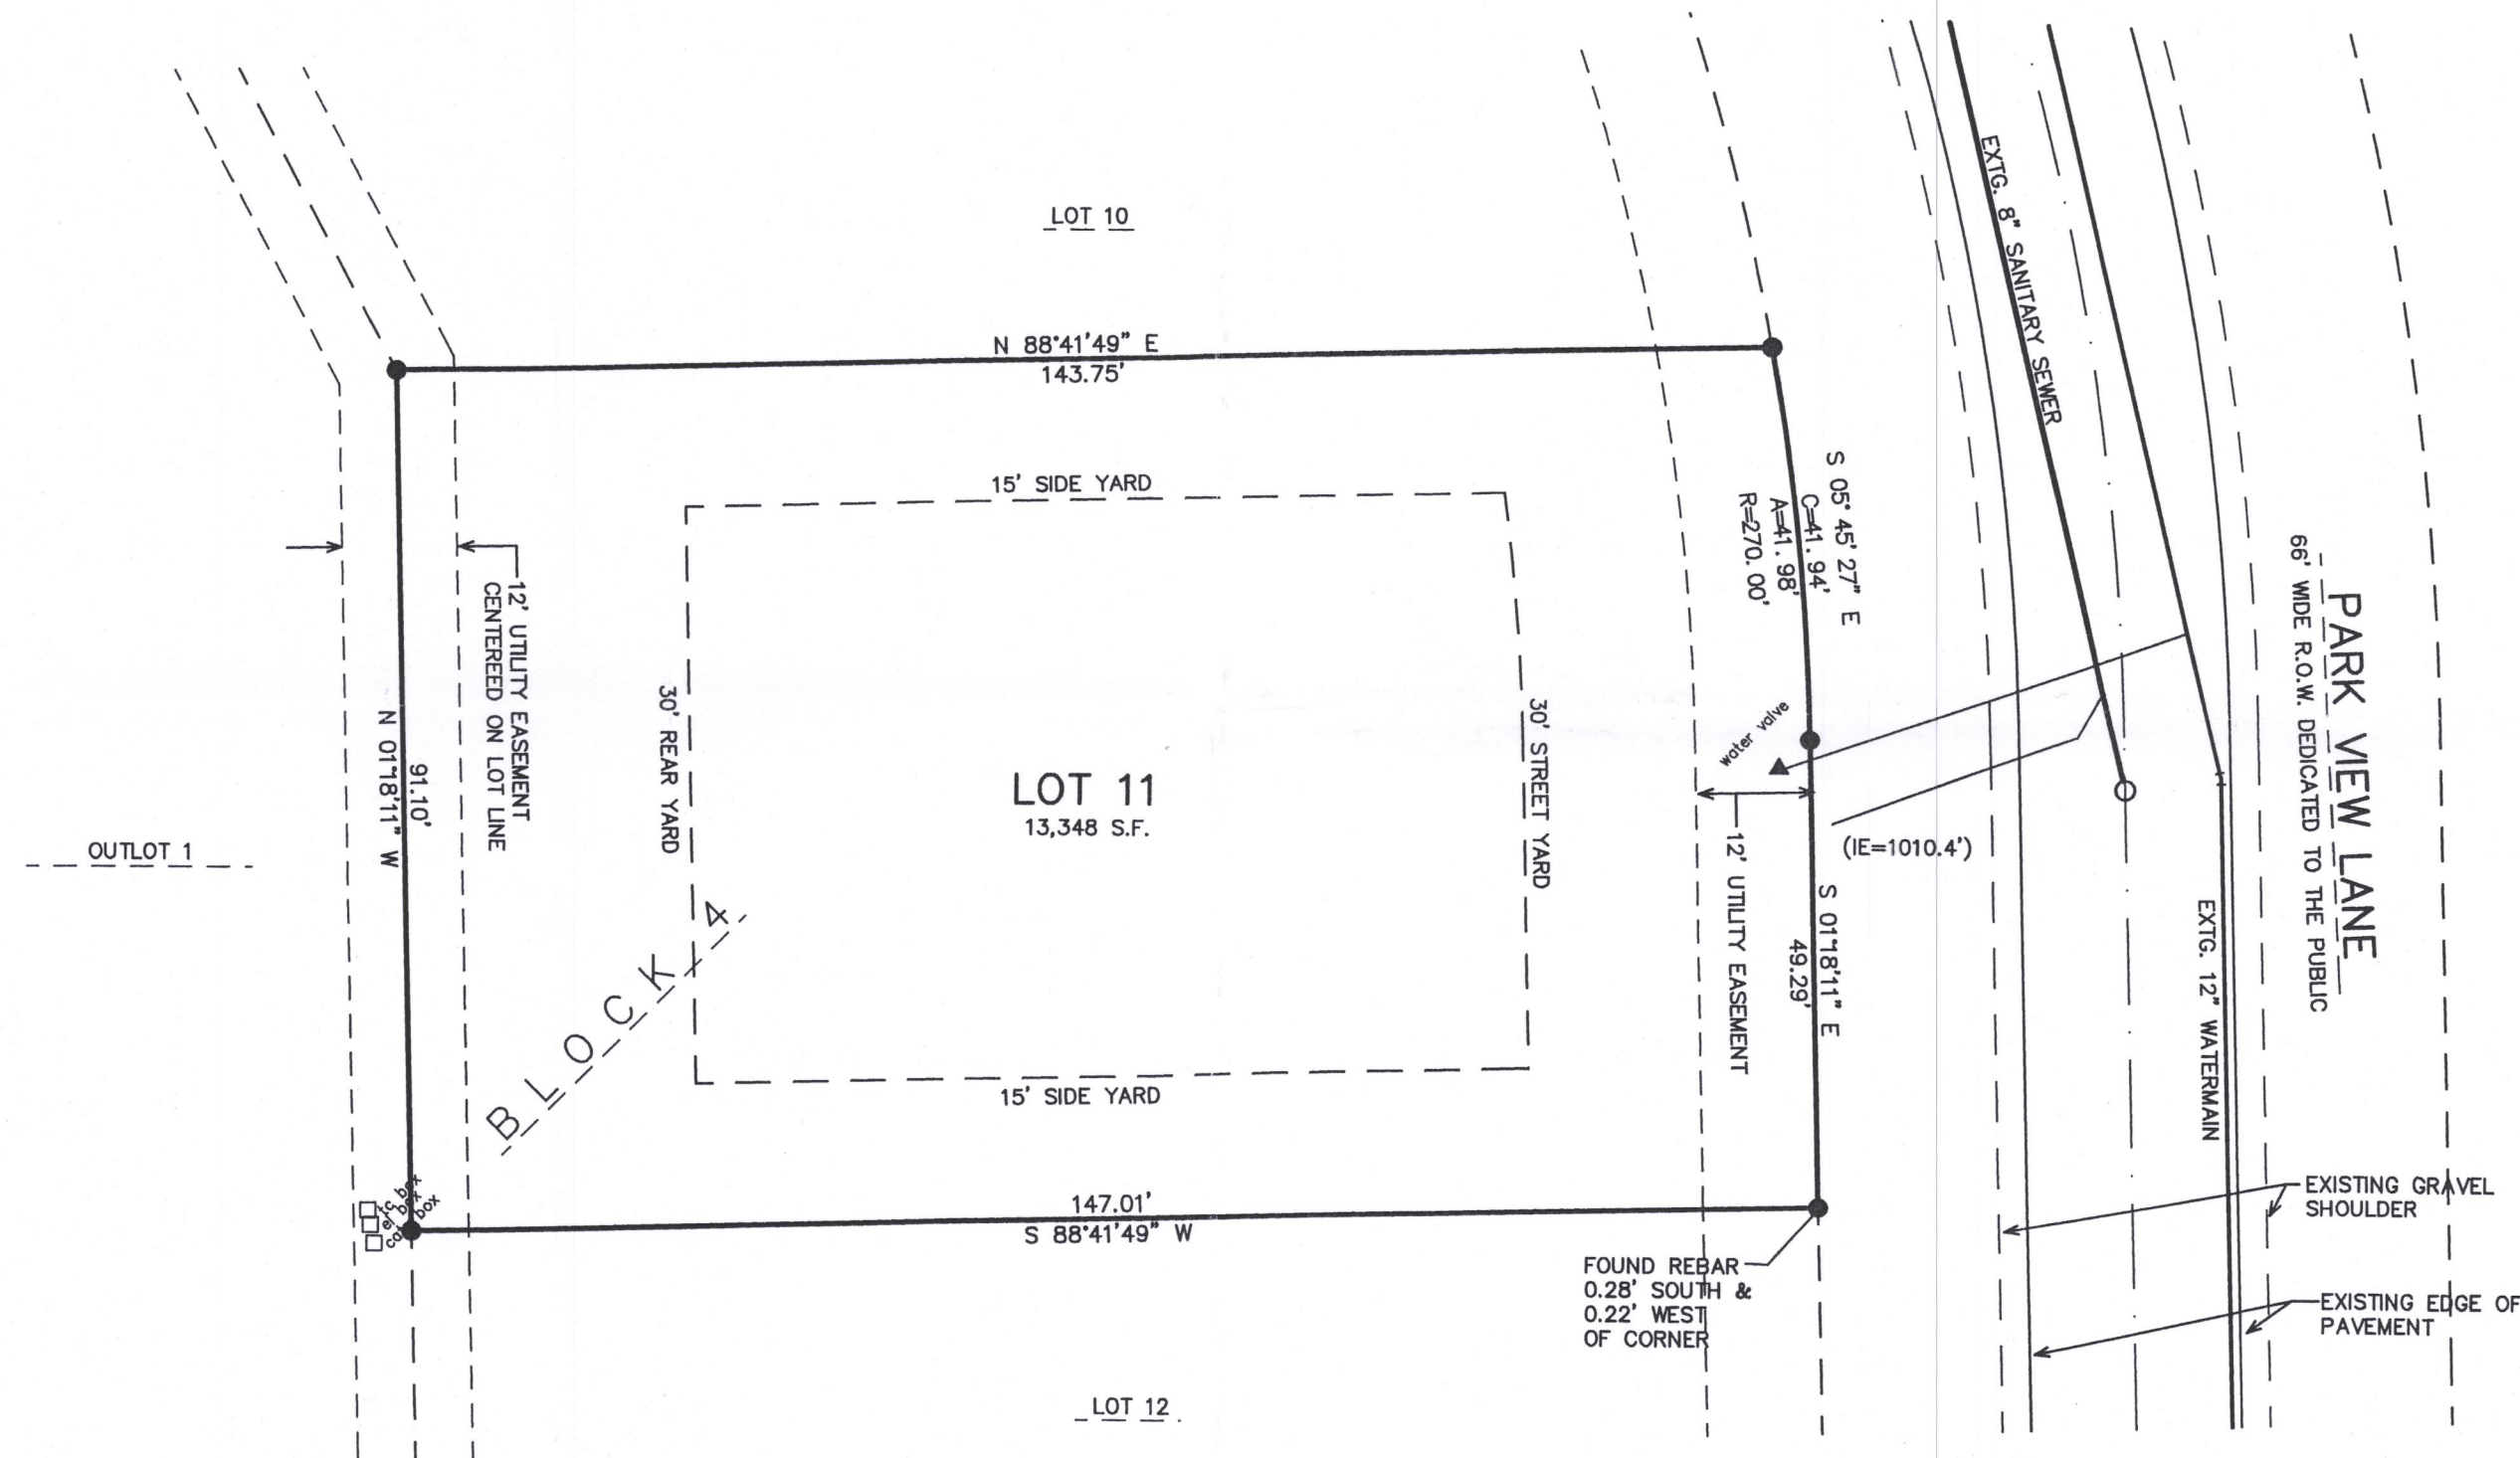 LOT 10
N 88°41'49" E
143.75'
15' SIDE YARD
EXTG. 8" SANITARY SEWER
S 05° 45' 27" E
C=41.94'
A=41.98'
R=270.00'
12' UTILITY EASEMENT
CENTERED ON LOT LINE
91.10'
N 01°18'11" W
30' REAR YARD
LOT 11
13,348 S.F.
30' STREET YARD
water valve
12' UTILITY EASEMENT
(IE=1010.4')
S 01°18'11" E
49.29'
PARK VIEW LANE
66' WIDE R.O.W. DEDICATED TO THE PUBLIC
EXTG. 12" WATERMAIN
OUTLOT 1
BLOCK 4
15' SIDE YARD
147.01'
S 88°41'49" W
box
box
box
FOUND REBAR
0.28' SOUTH &
0.22' WEST
OF CORNER
EXISTING GRAVEL
SHOULDER
EXISTING EDGE OF
PAVEMENT
LOT 12